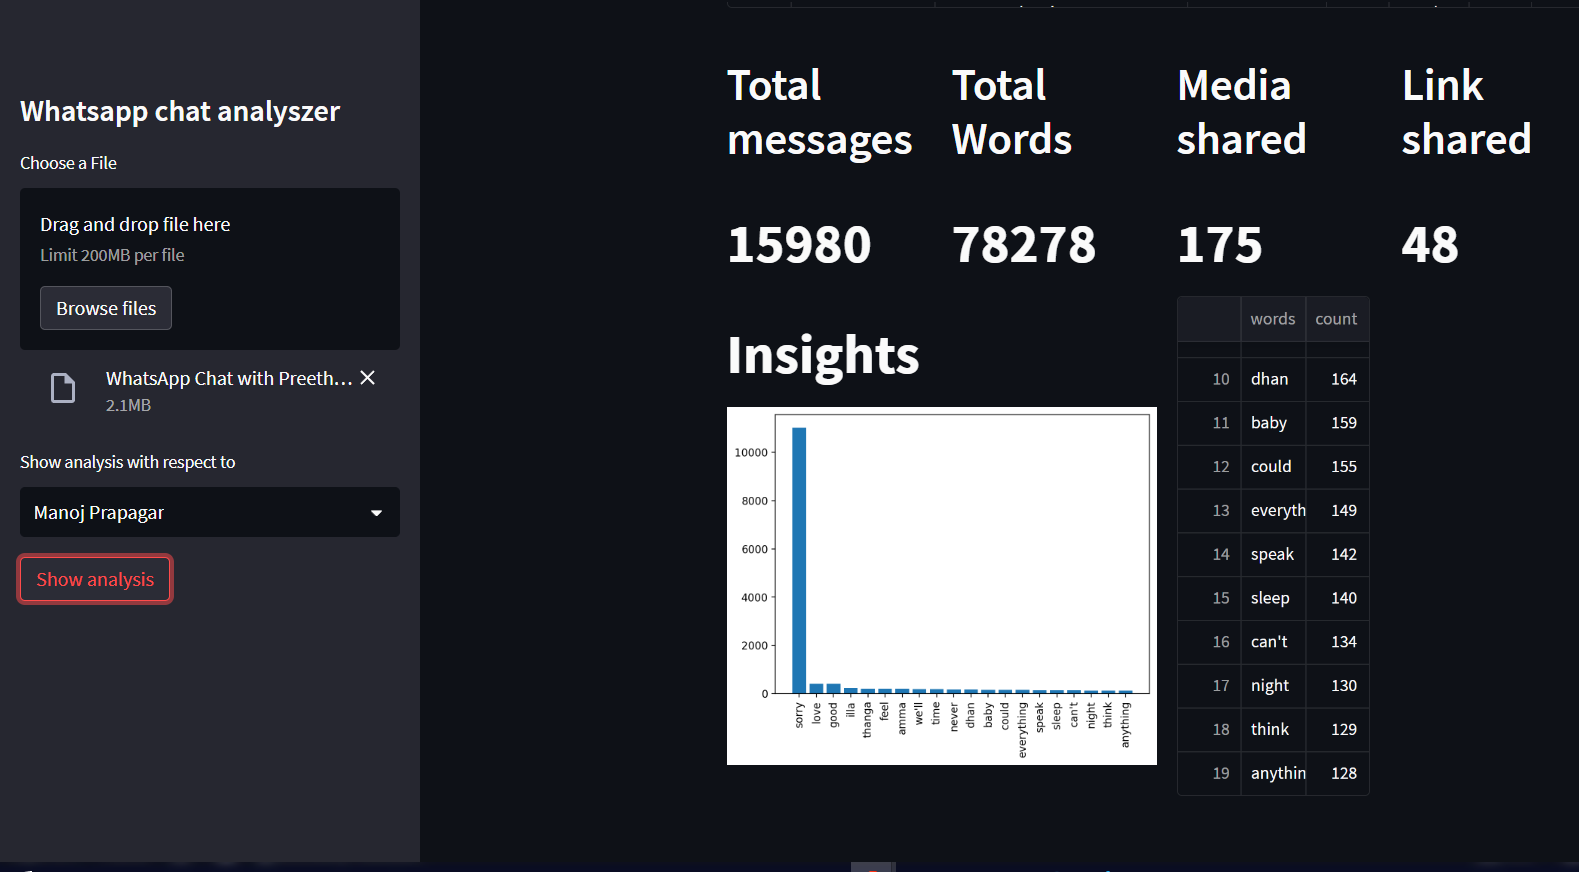 Whatsapp chat analyszer
Choose a File
Drag and drop file here
Limit 200MB per file
Browse files
WhatsApp Chat with Preeth...
2.1MB
Show analysis with respect to
Manoj Prapagar
Show analysis
Total messages
15980
Total Words
78278
Media shared
175
Link shared
48
Insights
10000
8000
6000
4000
2000
0
sorry
love
good
illa
thanga
feel
amma
we'll
time
never
dhan
baby
could
everything
speak
sleep
can't
night
think
anything
words count
10 dhan 164
11 baby 159
12 could 155
13 everyth 149
14 speak 142
15 sleep 140
16 can't 134
17 night 130
18 think 129
19 anythin 128